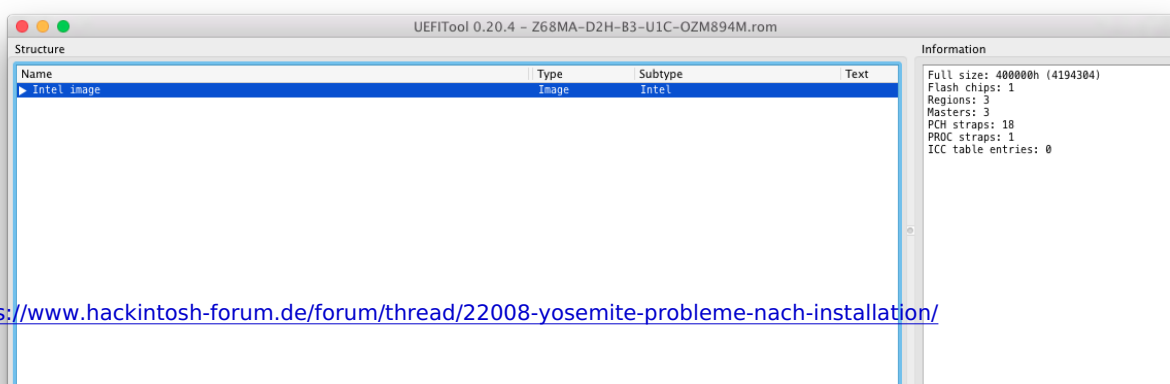 UEFITool 0.20.4 – Z68MA-D2H-B3-U1C-OZM894M.rom
Structure
Information
Name Type Subtype Text
Intel image Image Intel
Full size: 400000h (4194304)
Flash chips: 1
Regions: 3
Masters: 3
PCH straps: 18
PROC straps: 1
ICC table entries: 0
s://www.hackintosh-forum.de/forum/thread/22008-yosemite-probleme-nach-installation/